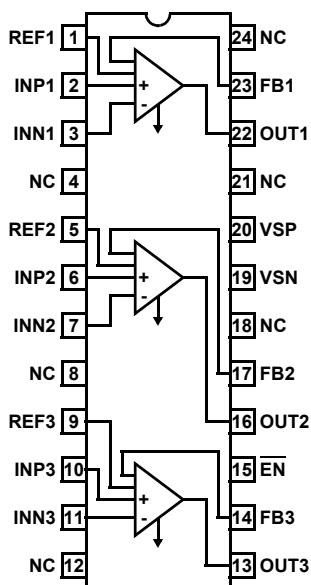 REF1 1 24 NC
INP1 2 + 23 FB1
INN1 3 - 22 OUT1
NC 4 21 NC
REF2 5 20 VSP
INP2 6 + 19 VSN
INN2 7 - 18 NC
NC 8 17 FB2
REF3 9 16 OUT2
INP3 10 15 EN
INN3 11 + - 14 FB3
NC 12 13 OUT3